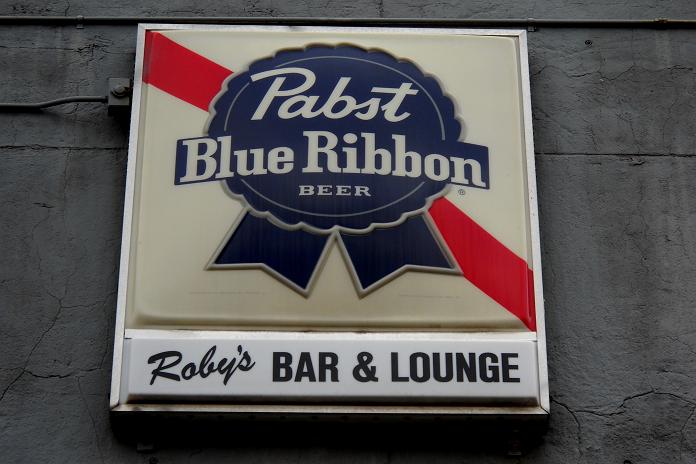 Pabst
Blue Ribbon
BEER
®
Roby's BAR & LOUNGE